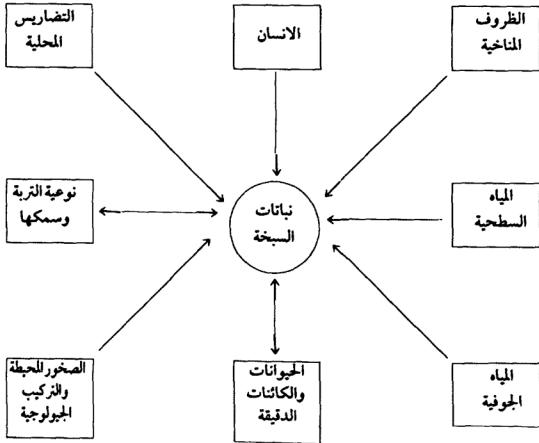 الظروف
المناخية
الانسان
التضاريس
المحلية
المياه
السطحية
نباتات
السبخة
نوعية التربة
وسمكها
المياه
الجوفية
الحيوانات
والكائنات
الدقيقة
الصخور المحيطة
والتركيب
الجيولوجية